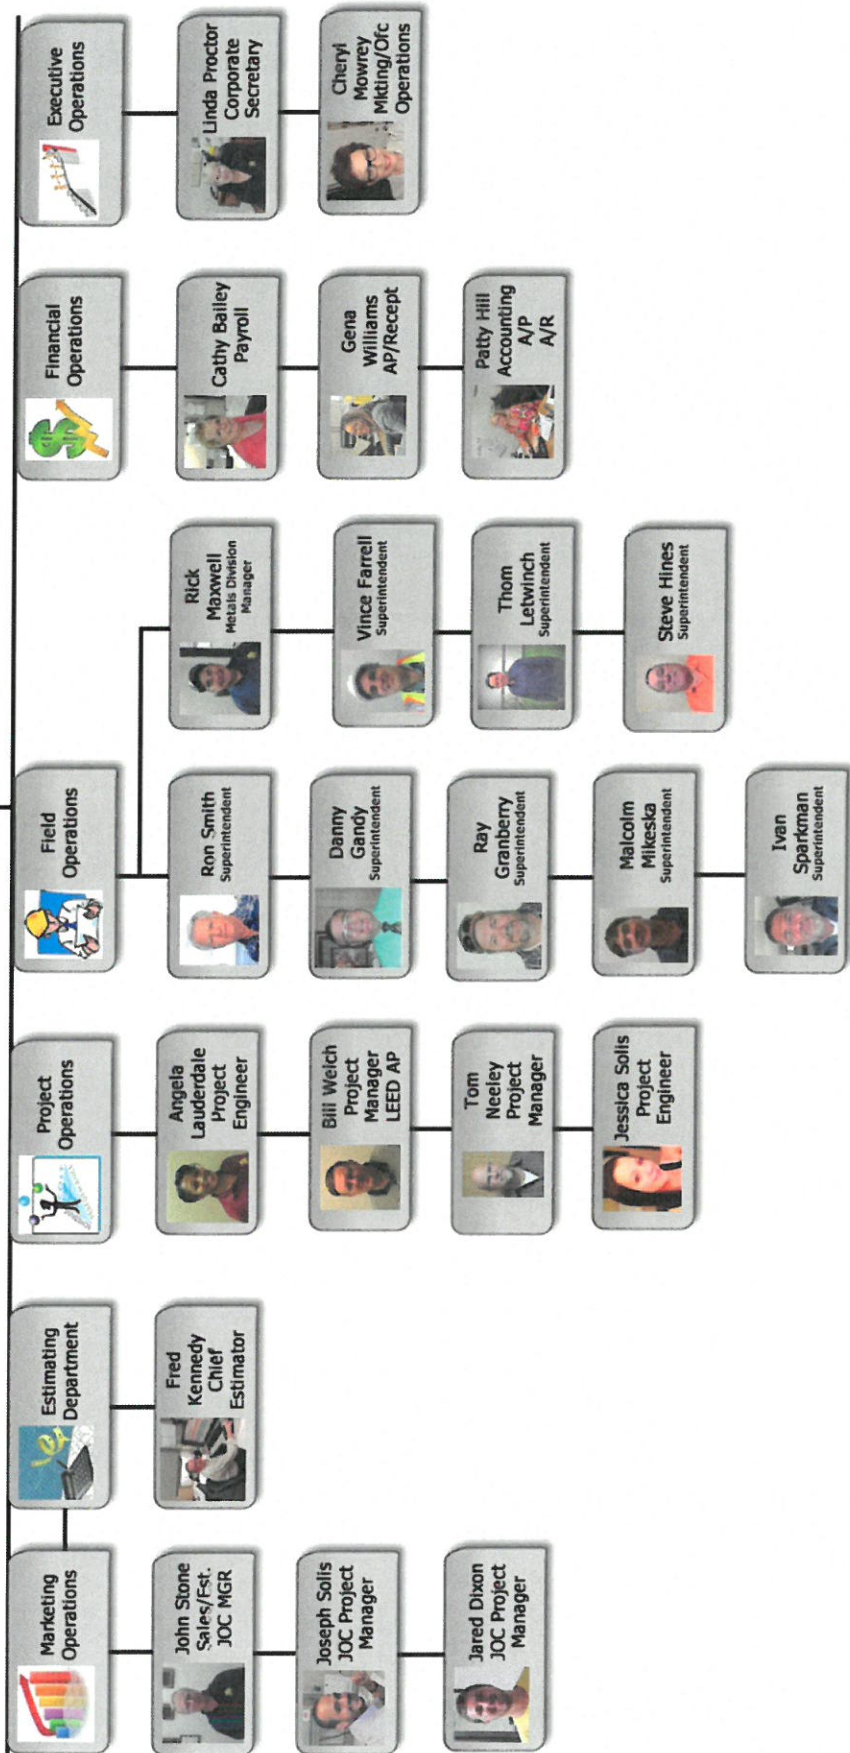 Marketing
Operations
John Stone
Sales/Est.
JOC MGR
Joseph Solis
JOC Project
Manager
Jared Dixon
JOC Project
Manager
Estimating
Department
Fred
Kennedy
Chief
Estimator
Project
Operations
Angela
Lauderdale
Project
Engineer
Bill Welch
Project
Manager
LEED AP
Tom
Neeley
Project
Manager
Jessica Solis
Project
Engineer
Field
Operations
Ron Smith
Superintendent
Danny
Gandy
Superintendent
Ray
Granberry
Superintendent
Malcolm
Mikeska
Superintendent
Ivan
Sparkman
Superintendent
Rick
Maxwell
Metals Division
Manager
Vince Farrell
Superintendent
Thom
Letwinch
Superintendent
Steve Hines
Superintendent
Financial
Operations
Cathy Bailey
Payroll
Gena
Williams
AP/Recept
Patty Hill
Accounting
A/P
A/R
Executive
Operations
Linda Proctor
Corporate
Secretary
Cheryl
Mowrey
Mkting/Ofc
Operations